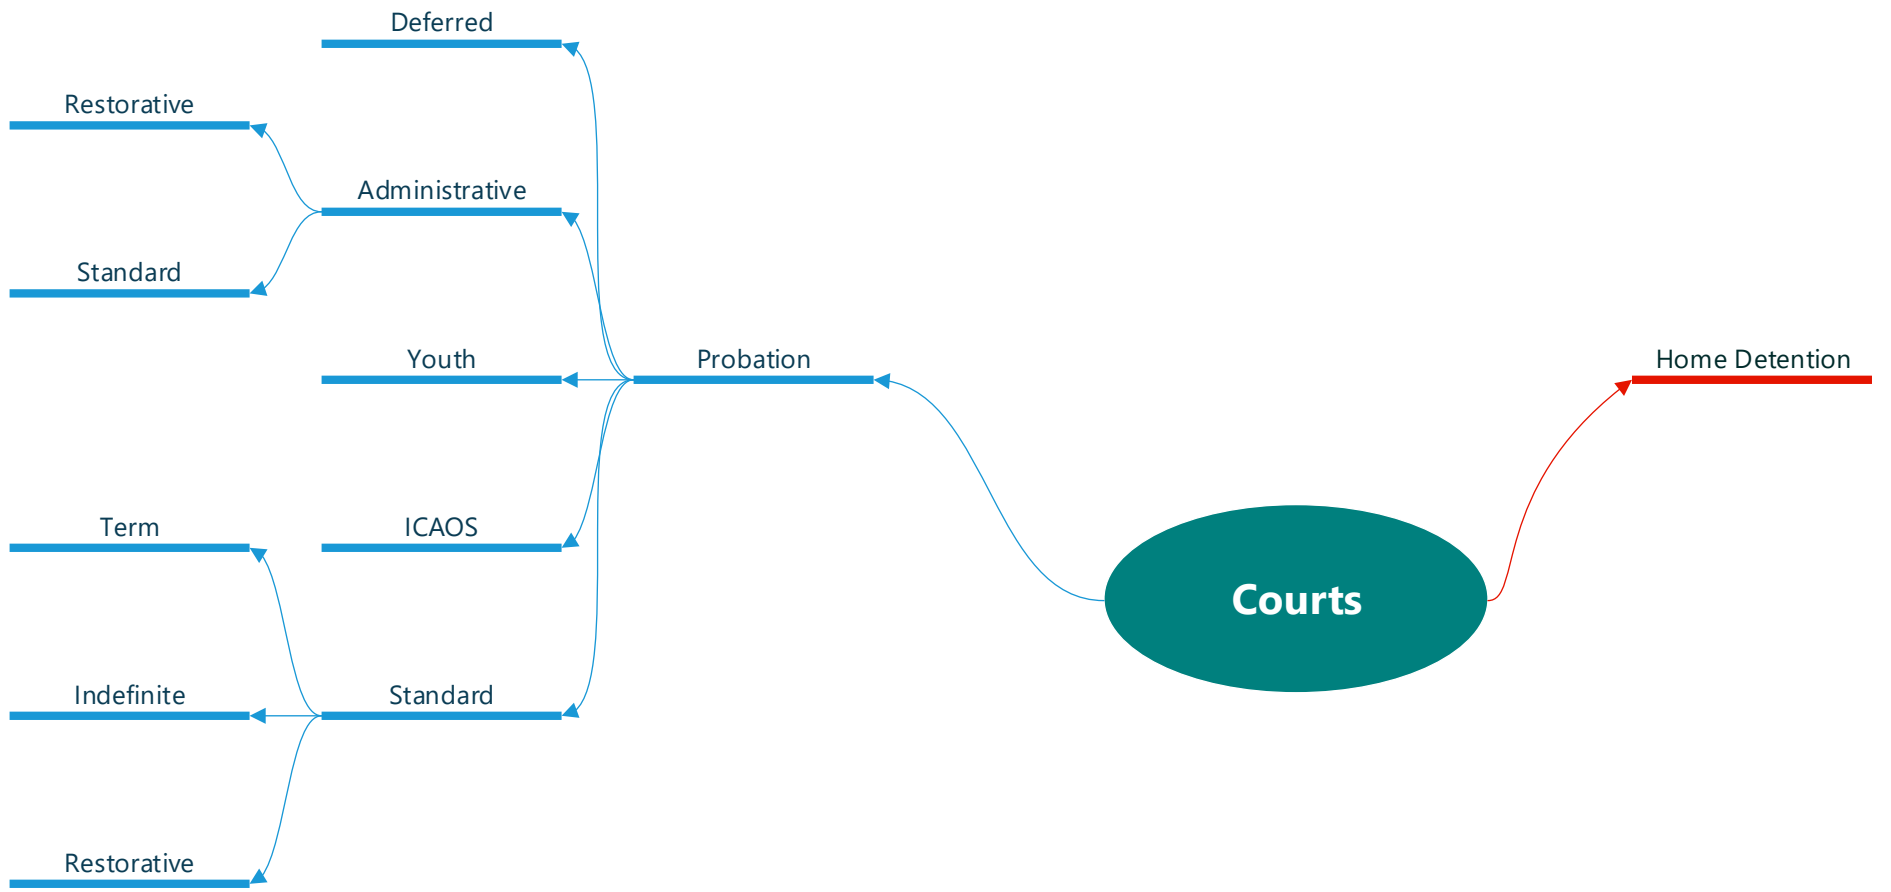 Deferred
Restorative
Administrative
Standard
Youth
Probation
Home Detention
Term
ICAOS
Courts
Indefinite
Standard
Restorative